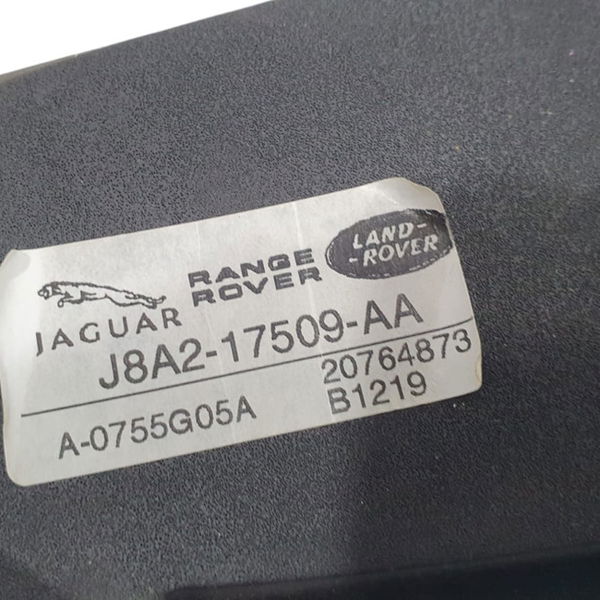 JAGUAR
RANGE
ROVER
LAND-
-ROVER
J8A2-17509-AA
A-0755G05A
20764873
B1219